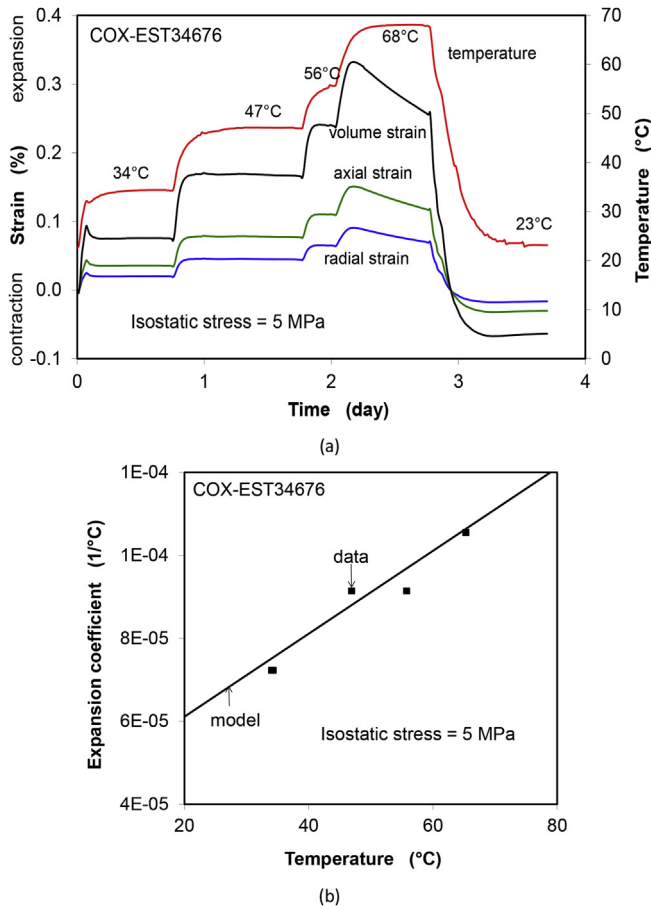 COX-EST34676
temperature
68°C
56°C
47°C
34°C
23°C
volume strain
axial strain
radial strain
Isostatic stress = 5 MPa
expansion
Strain (%)
contraction
0.4
0.3
0.2
0.1
0.0
-0.1
70
60
50
40
30
20
10
0
Temperature (°C)
0 1 2 3 4
Time (day)
(a)
COX-EST34676
data
model
Isostatic stress = 5 MPa
Expansion coefficient (1/°C)
1E-04
1E-04
8E-05
6E-05
4E-05
20 40 60 80
Temperature (°C)
(b)